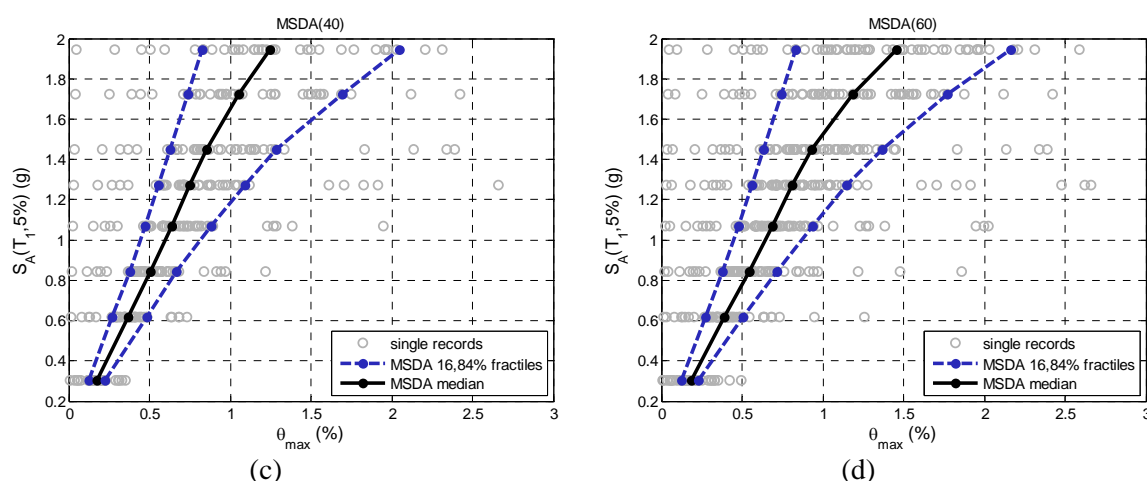 MSDA(40)
2
1.8
1.6
1.4
1.2
1
0.8
0.6
0.4
0.2
S_A(T_1,5%) (g)
single records
MSDA 16,84% fractiles
MSDA median
0 0.5 1 1.5 2 2.5 3
θ_max (%)
(c)
MSDA(60)
2
1.8
1.6
1.4
1.2
1
0.8
0.6
0.4
0.2
S_A(T_1,5%) (g)
single records
MSDA 16,84% fractiles
MSDA median
0 0.5 1 1.5 2 2.5 3
θ_max (%)
(d)